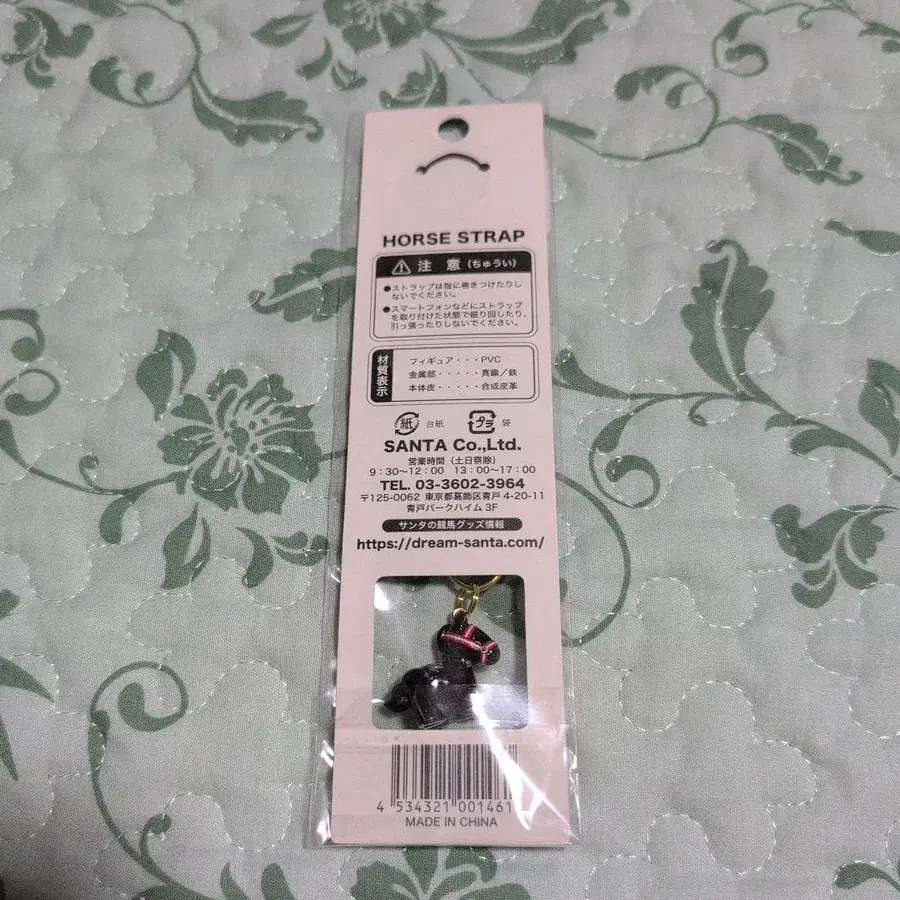 HORSE STRAP
注 意 (ちゅうい)
●ストラップは指に巻きつけたりし
ないでください。
●スマートフォンなどにストラップ
を取り付けた状態で振り回したり、
引っ張ったりしないでください。
材質表示
フィギュア・・・PVC
金属部・・・・・真鍮／鉄
本体皮・・・・・合成皮革
紙 台紙 プラ 袋
SANTA Co.,Ltd.
営業時間（土日祭除）
9：30〜12：00 13：00〜17：00
TEL. 03-3602-3964
〒125-0062 東京都葛飾区青戸 4-20-11
青戸パークハイム 3F
サンタの競馬グッズ情報
https://dream-santa.com/
4 534321 001461
MADE IN CHINA